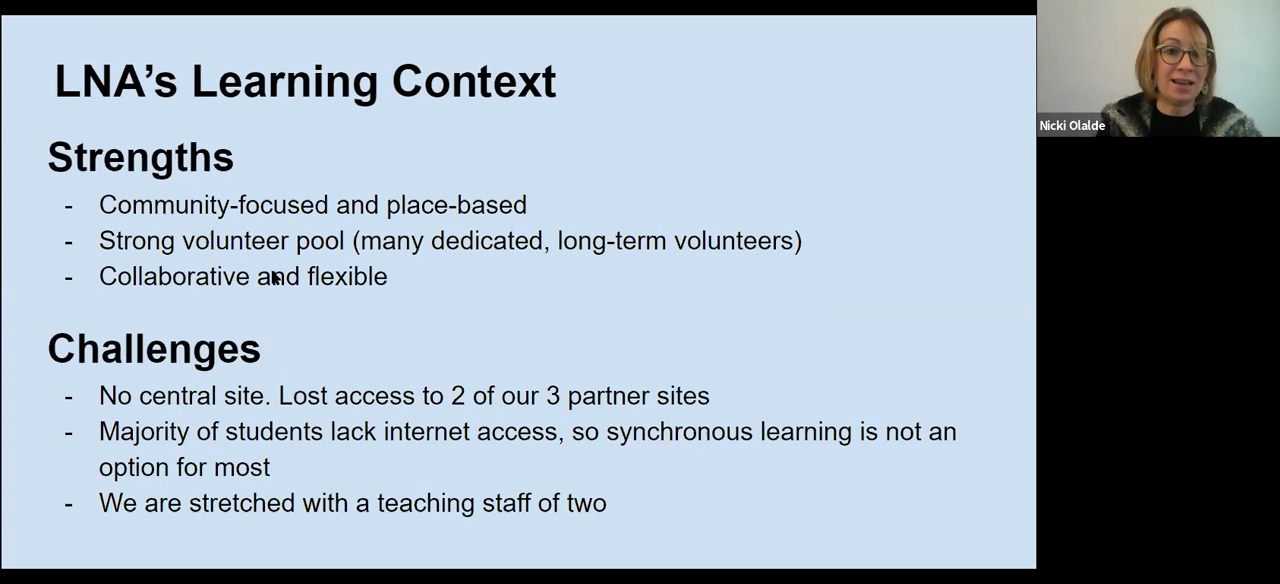 LNA's Learning Context
Strengths
- Community-focused and place-based
- Strong volunteer pool (many dedicated, long-term volunteers)
- Collaborative and flexible
Challenges
- No central site. Lost access to 2 of our 3 partner sites
- Majority of students lack internet access, so synchronous learning is not an
option for most
- We are stretched with a teaching staff of two
Nicki Olalde